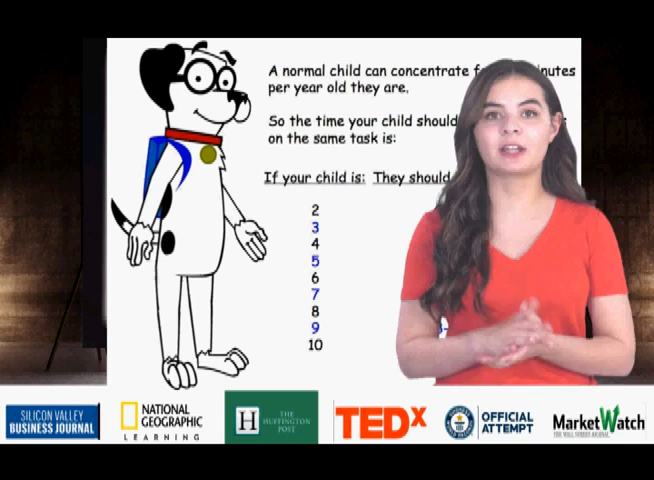 A normal child can concentrate
per year old they are.
So the time your child should
on the same task is:
If your child is: They should
2
3
4
5
6
7
8
9
10
SILICON VALLEY
BUSINESS JOURNAL
NATIONAL
GEOGRAPHIC
LEARNING
H
THE
HUFFINGTON
POST
TEDx
OFFICIAL
ATTEMPT
MarketWatch
THE WALL STREET JOURNAL